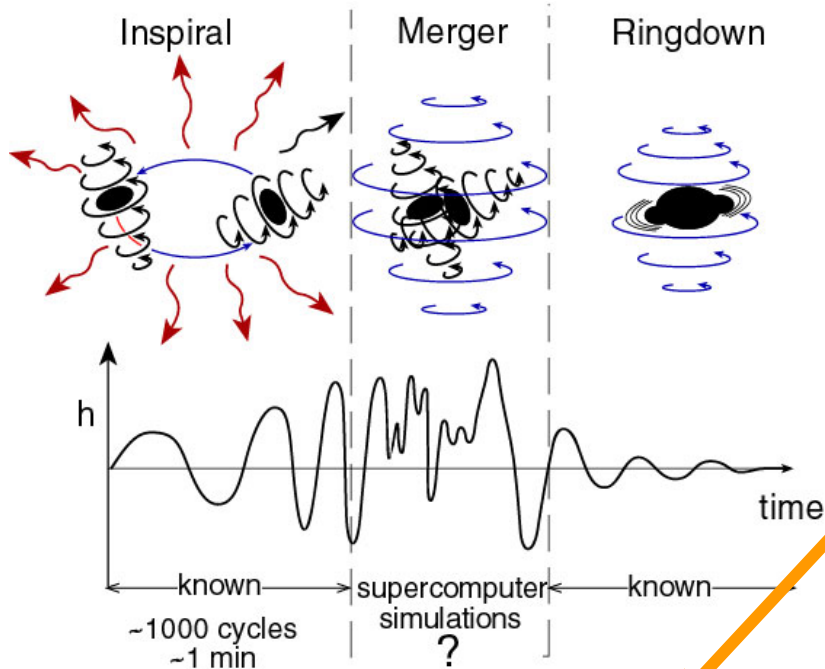 Inspiral
Merger
Ringdown
h
time
known
supercomputer
simulations
?
known
~1000 cycles
~1 min